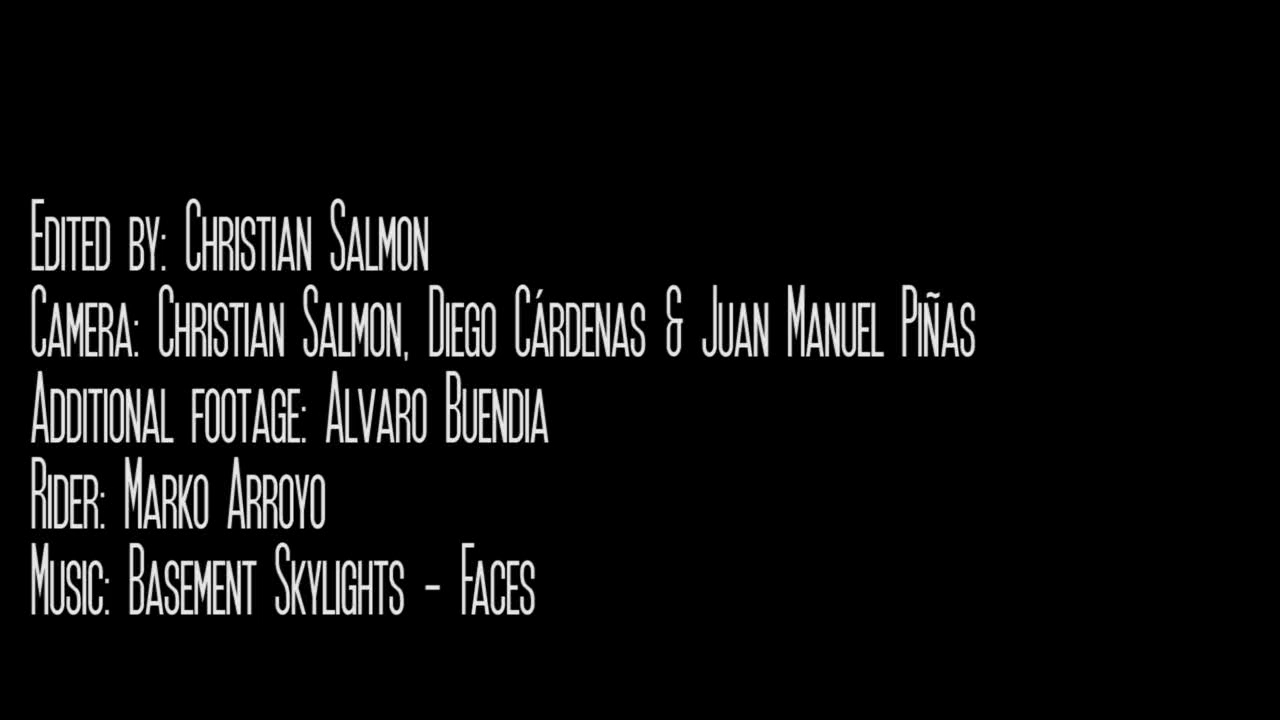 Edited by: Christian Salmon
Camera: Christian Salmon, Diego Cárdenas & Juan Manuel Piñas
Additional footage: Alvaro Buendia
Rider: Marko Arroyo
Music: Basement Skylights - Faces